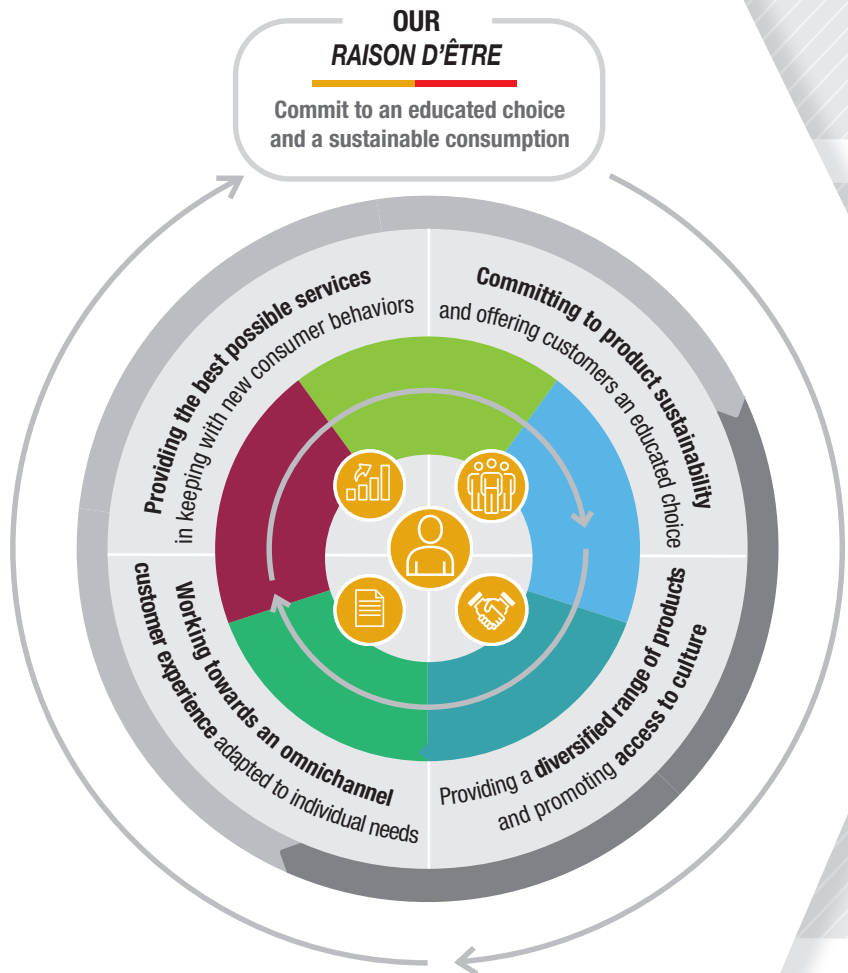 OUR
RAISON D'ÊTRE
Commit to an educated choice
and a sustainable consumption
Providing the best possible services
in keeping with new consumer behaviors
Committing to product sustainability
and offering customers an educated choice
Providing a diversified range of products
and promoting access to culture
Working towards an omnichannel
customer experience adapted to individual needs